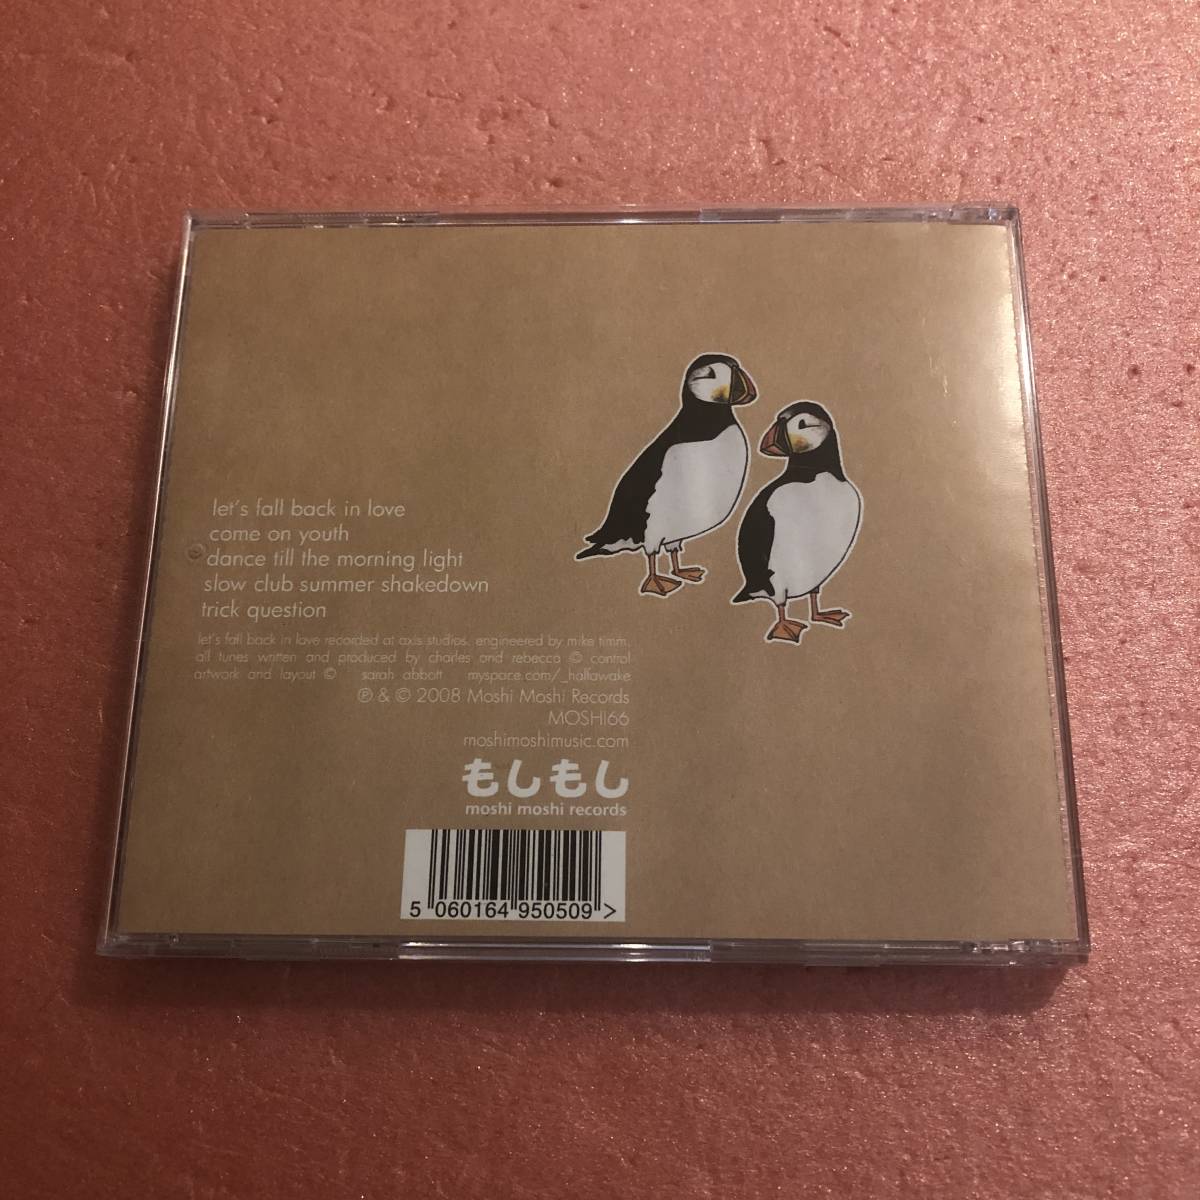 let's fall back in love
come on youth
dance till the morning light
slow club summer shakedown
trick question
let's fall back in love recorded at axis studios. engineered by mike timm.
all tunes written and produced by charles and rebecca © control
artwork and layout © sarah abbott myspace.com/_halfawake
℗ & © 2008 Moshi Moshi Records
MOSHI66
moshimoshimusic.com
もしもし
moshi moshi records
5 060164 950509 >